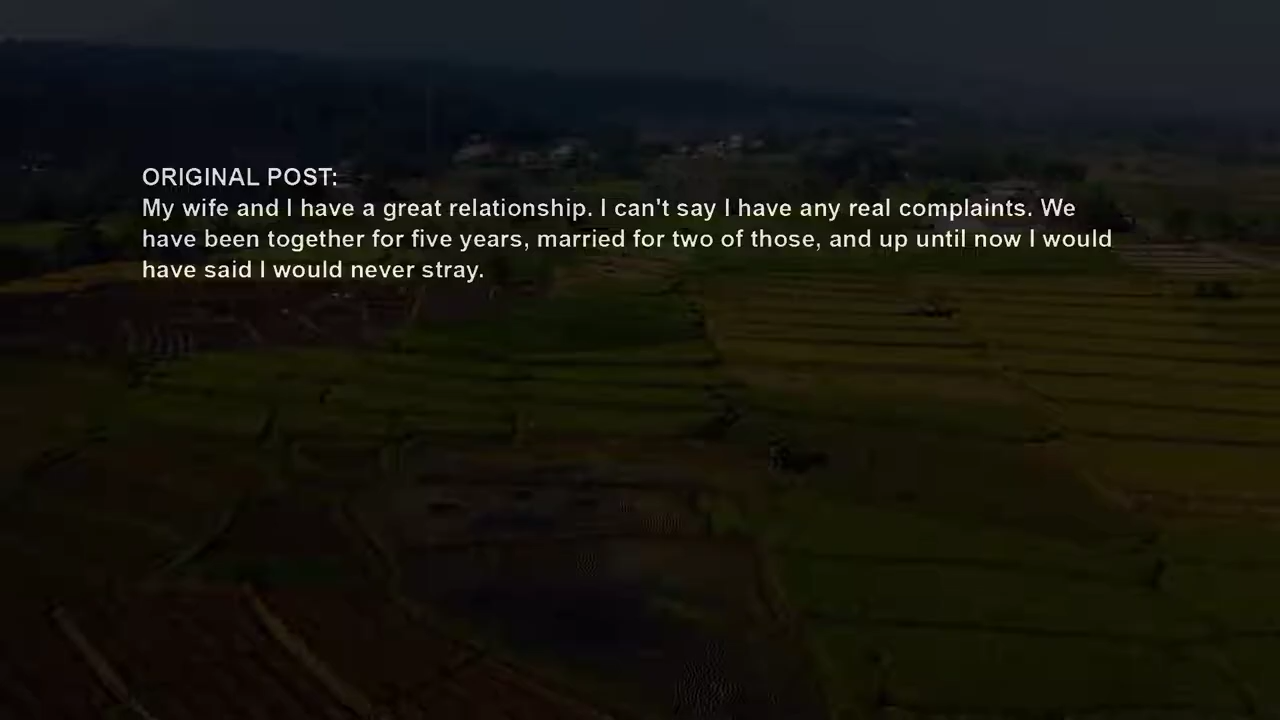 ORIGINAL POST:
My wife and I have a great relationship. I can't say I have any real complaints. We
have been together for five years, married for two of those, and up until now I would
have said I would never stray.